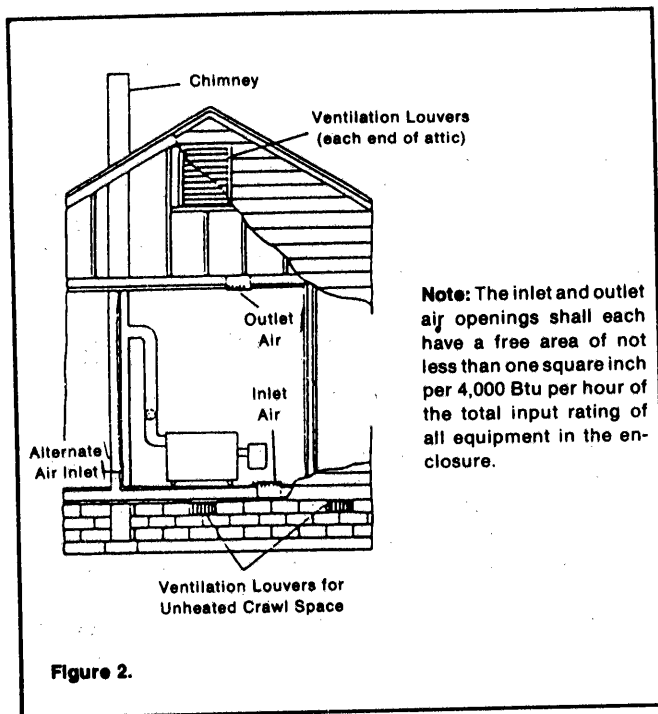 Chimney
Ventilation Louvers
(each end of attic)
Outlet
Air
Inlet
Air
Alternate
Air Inlet
Note: The inlet and outlet
air openings shall each
have a free area of not
less than one square inch
per 4,000 Btu per hour of
the total input rating of
all equipment in the en-
closure.
Ventilation Louvers for
Unheated Crawl Space
Figure 2.